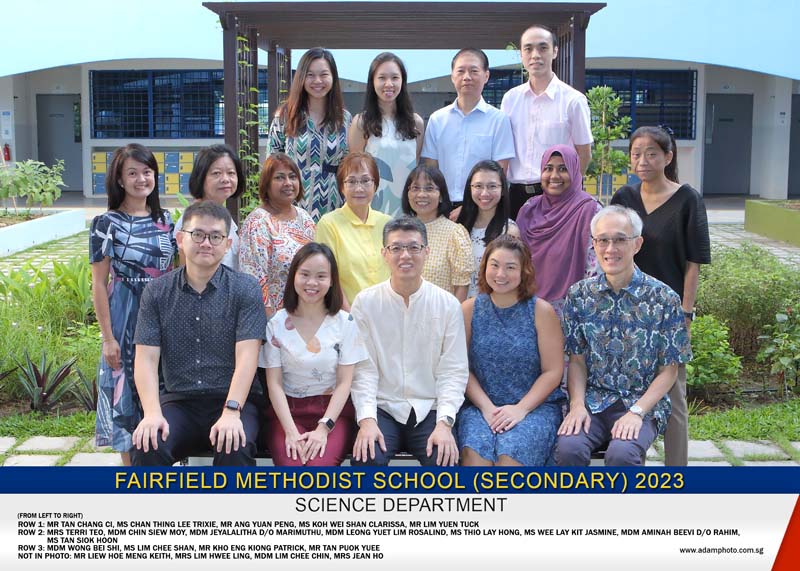 FAIRFIELD METHODIST SCHOOL (SECONDARY) 2023
SCIENCE DEPARTMENT
(FROM LEFT TO RIGHT)
ROW 1: MR TAN CHANG CI, MS CHAN THING LEE TRIXIE, MR ANG YUAN PENG, MS KOH WEI SHAN CLARISSA, MR LIM YUEN TUCK
ROW 2: MRS TERRI TEO, MDM CHIN SIEW MOY, MDM JEYALALITHA D/O MARIMUTHU, MDM LEONG YUET LIM ROSALIND, MS THIO LAY HONG, MS WEE LAY KIT JASMINE, MDM AMINAH BEEVI D/O RAHIM,
MS TAN SIOK HOON
ROW 3: MDM WONG BEI SHI, MS LIM CHEE SHAN, MR KHO ENG KIONG PATRICK, MR TAN PUOK YUEE
NOT IN PHOTO: MR LIEW HOE MENG KEITH, MRS LIM HWEE LING, MDM LIM CHEE CHIN, MRS JEAN HO
www.adamphoto.com.sg